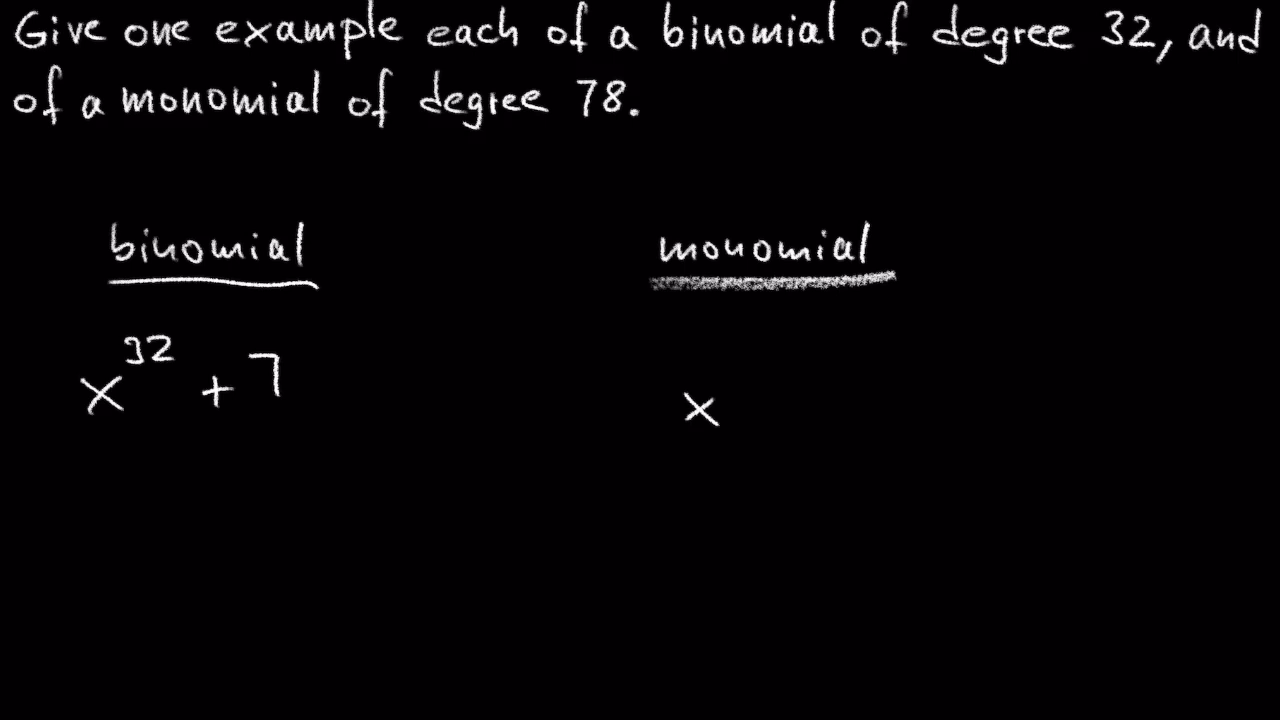 Give one example each of a binomial of degree 32, and
of a monomial of degree 78.
binomial monomial
x³² + 7 x